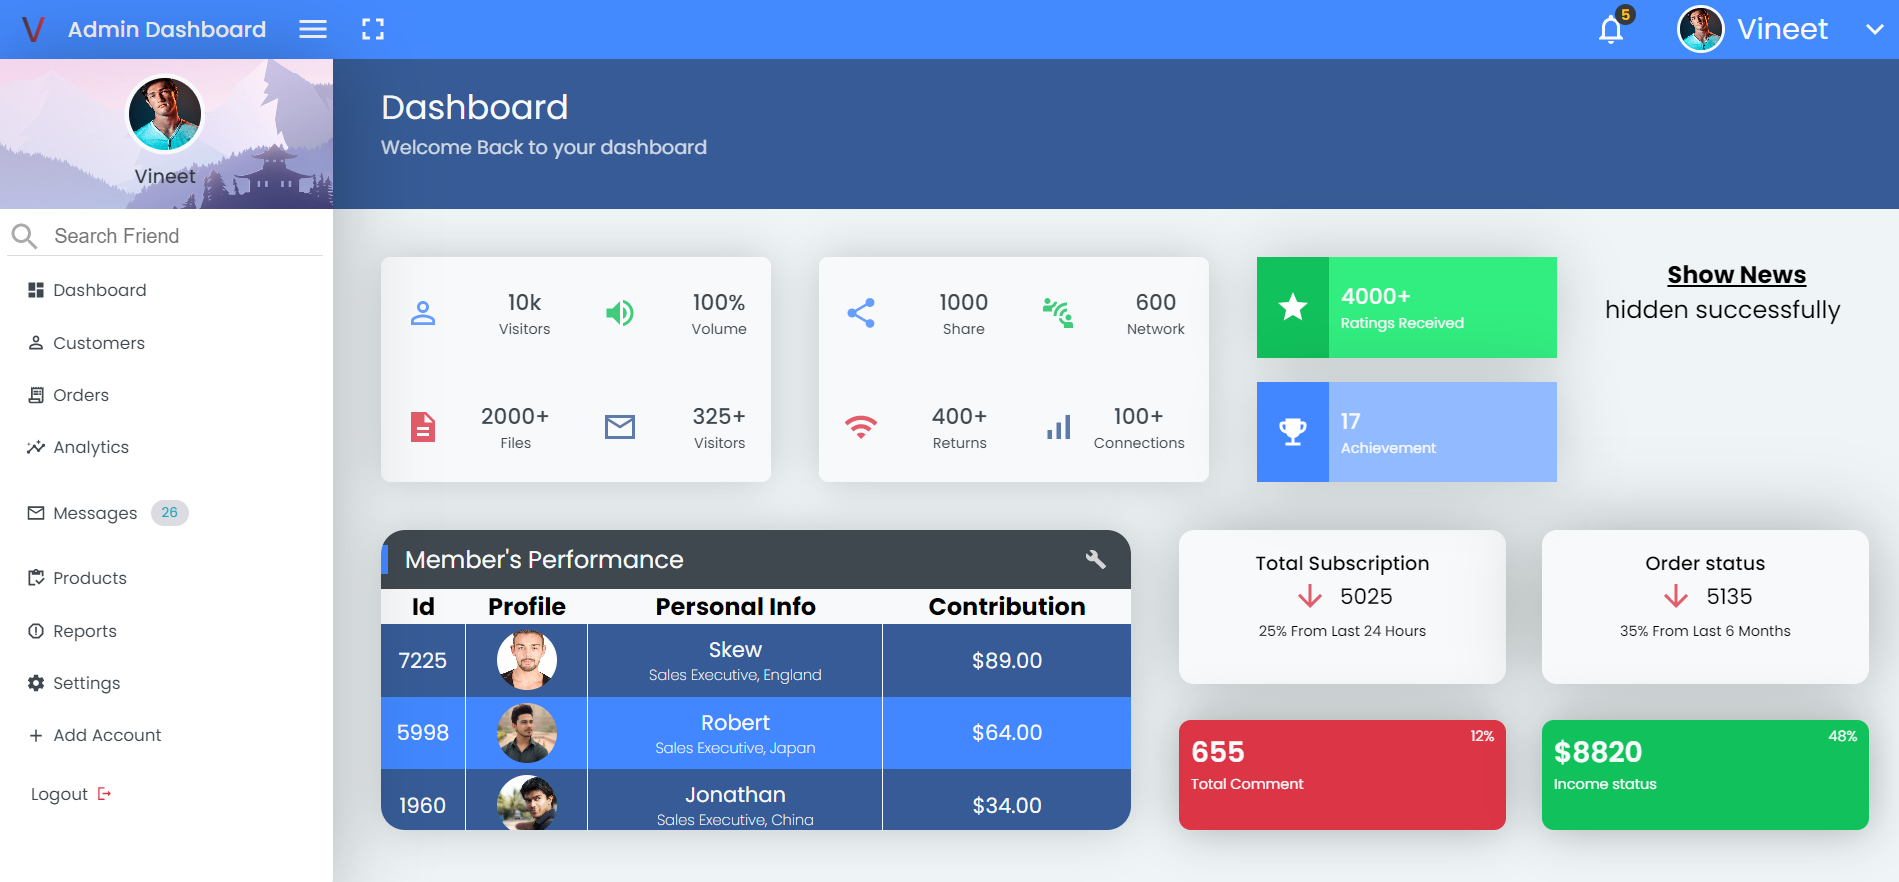 V Admin Dashboard
5
Vineet
Vineet
Search Friend
Dashboard
Customers
Orders
Analytics
Messages 26
Products
Reports
Settings
Add Account
Logout
Dashboard
Welcome Back to your dashboard
10k
Visitors
100%
Volume
2000+
Files
325+
Visitors
1000
Share
600
Network
400+
Returns
100+
Connections
4000+
Ratings Received
17
Achievement
Show News
hidden successfully
Member's Performance
Id Profile Personal Info Contribution
7225 Skew $89.00
Sales Executive, England
5998 Robert $64.00
Sales Executive, Japan
1960 Jonathan $34.00
Sales Executive, China
Total Subscription
5025
25% From Last 24 Hours
Order status
5135
35% From Last 6 Months
12%
655
Total Comment
48%
$8820
Income status